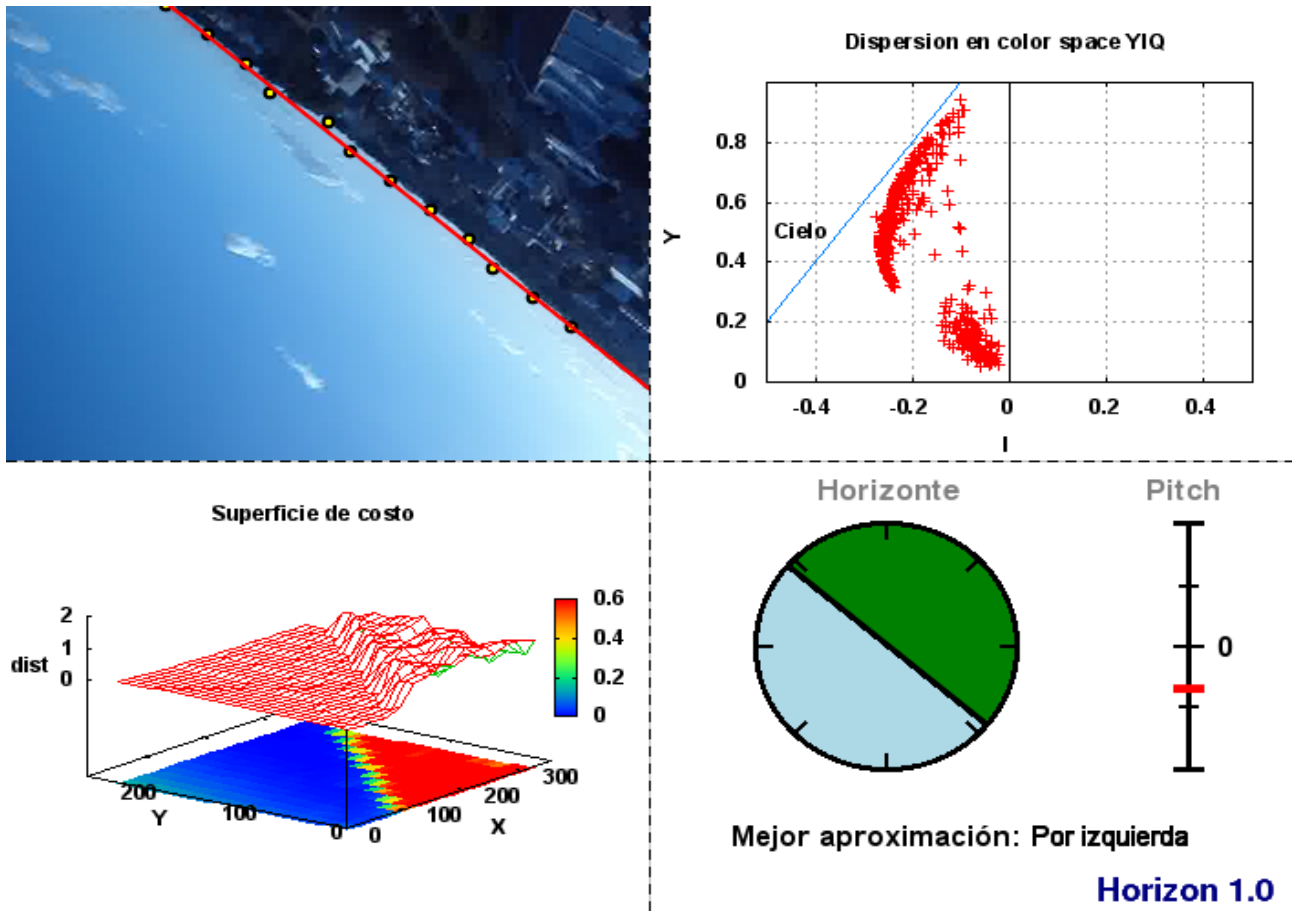 Dispersion en color space YIQ
0.8
0.6
Cielo
Y
0.4
0.2
0
-0.4 -0.2 0 0.2 0.4
I
Superficie de costo
2
1
dist
0
0.6
0.4
0.2
0
300
200
200
100
100
Y
X
0
0
Horizonte
Pitch
0
Mejor aproximación: Por izquierda
Horizon 1.0